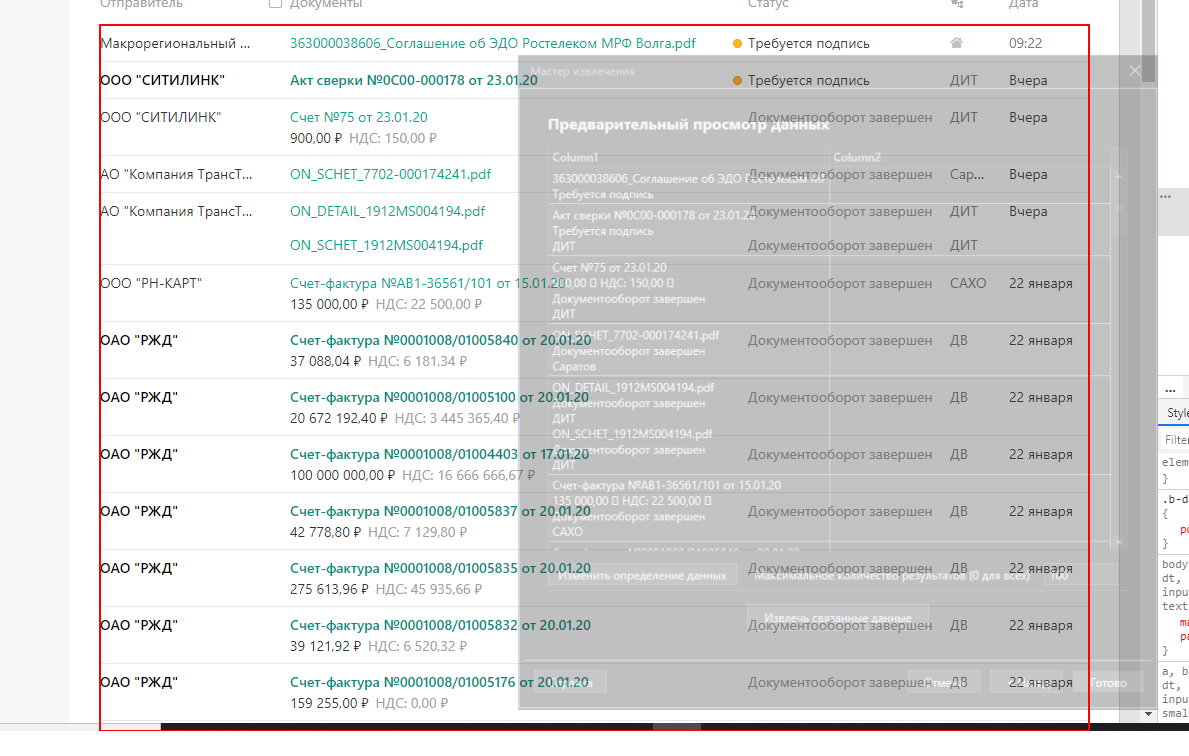 Отправитель Документы Статус Дата
Макрорегиональный ... 363000038606_Соглашение об ЭДО Ростелеком МРФ Волга.pdf Требуется подпись 09:22
ООО "СИТИЛИНК" Акт сверки №0С00-000178 от 23.01.20 Требуется подпись ДИТ Вчера
ООО "СИТИЛИНК" Счет №75 от 23.01.20 Документооборот завершен ДИТ Вчера
900,00 ₽ НДС: 150,00 ₽
АО "Компания ТрансТ... ON_SCHET_7702-000174241.pdf Документооборот завершен Сар... Вчера
АО "Компания ТрансТ... ON_DETAIL_1912MS004194.pdf Документооборот завершен ДИТ Вчера
ON_SCHET_1912MS004194.pdf Документооборот завершен ДИТ
ООО "РН-КАРТ" Счет-фактура №АВ1-36561/101 от 15.01.20 Документооборот завершен САХО 22 января
135 000,00 ₽ НДС: 22 500,00 ₽
ОАО "РЖД" Счет-фактура №0001008/01005840 от 20.01.20 Документооборот завершен ДВ 22 января
37 088,04 ₽ НДС: 6 181,34 ₽
ОАО "РЖД" Счет-фактура №0001008/01005100 от 20.01.20 Документооборот завершен ДВ 22 января
20 672 192,40 ₽ НДС: 3 445 365,40 ₽
ОАО "РЖД" Счет-фактура №0001008/01004403 от 17.01.20 Документооборот завершен ДВ 22 января
100 000 000,00 ₽ НДС: 16 666 666,67 ₽
ОАО "РЖД" Счет-фактура №0001008/01005837 от 20.01.20 Документооборот завершен ДВ 22 января
42 778,80 ₽ НДС: 7 129,80 ₽
ОАО "РЖД" Счет-фактура №0001008/01005835 от 20.01.20 Документооборот завершен ДВ 22 января
275 613,96 ₽ НДС: 45 935,66 ₽
ОАО "РЖД" Счет-фактура №0001008/01005832 от 20.01.20 Документооборот завершен ДВ 22 января
39 121,92 ₽ НДС: 6 520,32 ₽
ОАО "РЖД" Счет-фактура №0001008/01005176 от 20.01.20 Документооборот завершен ДВ 22 января
159 255,00 ₽ НДС: 0,00 ₽
Мастер извлечения
Предварительный просмотр данных
Column1 Column2
363000038606_Соглашение об ЭДО Ростелеком МР
Требуется подпись
Акт сверки №0С00-000178 от 23.01.20
Требуется подпись
ДИТ
Счет №75 от 23.01.20
900,00 НДС: 150,00
Документооборот завершен
ДИТ
ON_SCHET_7702-000174241.pdf
Документооборот завершен
Саратов
ON_DETAIL_1912MS004194.pdf
Документооборот завершен
ДИТ
ON_SCHET_1912MS004194.pdf
Документооборот завершен
ДИТ
Счет-фактура №АВ1-36561/101 от 15.01.20
135 000,00 НДС: 22 500,00
Документооборот завершен
САХО
Изменить определение данных Максимальное количество результатов (0 для всех) 100
Извлечь связанные данные
Готово
...
...
Style
Filter
elem
}
.b-d
{
po
}
body
dt,
inpu
text
ma
pa
}
a, b
dt,
inpu
smal